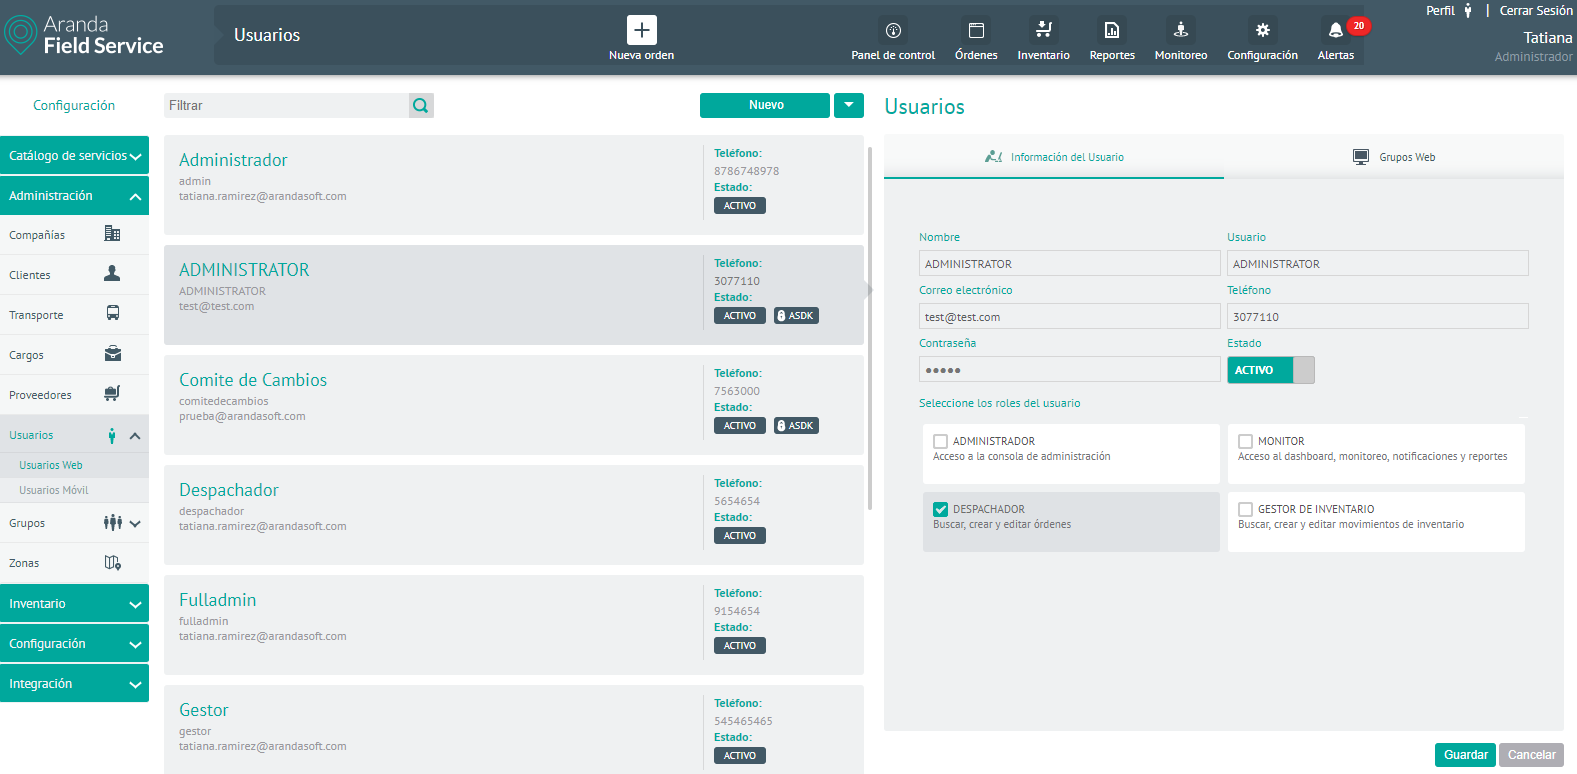 Aranda
Field Service
Usuarios
Nueva orden
Panel de control
Órdenes
Inventario
Reportes
Monitoreo
Configuración
Alertas
20
Perfil
|
Cerrar Sesión
Tatiana
Administrador
Configuración
Catálogo de servicios
Administración
Compañías
Clientes
Transporte
Cargos
Proveedores
Usuarios
Usuarios Web
Usuarios Móvil
Grupos
Zonas
Inventario
Configuración
Integración
Filtrar
Nuevo
Administrador
admin
tatiana.ramirez@arandasoft.com
Teléfono:
8786748978
Estado:
ACTIVO
ADMINISTRATOR
ADMINISTRATOR
test@test.com
Teléfono:
3077110
Estado:
ACTIVO ASDK
Comite de Cambios
comitedecambios
prueba@arandasoft.com
Teléfono:
7563000
Estado:
ACTIVO ASDK
Despachador
despachador
tatiana.ramirez@arandasoft.com
Teléfono:
5654654
Estado:
ACTIVO
Fulladmin
fulladmin
tatiana.ramirez@arandasoft.com
Teléfono:
9154654
Estado:
ACTIVO
Gestor
gestor
tatiana.ramirez@arandasoft.com
Teléfono:
545465465
Estado:
ACTIVO
Usuarios
Información del Usuario
Grupos Web
Nombre
ADMINISTRATOR
Usuario
ADMINISTRATOR
Correo electrónico
test@test.com
Teléfono
3077110
Contraseña
●●●●●
Estado
ACTIVO
Seleccione los roles del usuario
ADMINISTRADOR
Acceso a la consola de administración
MONITOR
Acceso al dashboard, monitoreo, notificaciones y reportes
DESPACHADOR
Buscar, crear y editar órdenes
GESTOR DE INVENTARIO
Buscar, crear y editar movimientos de inventario
Guardar
Cancelar